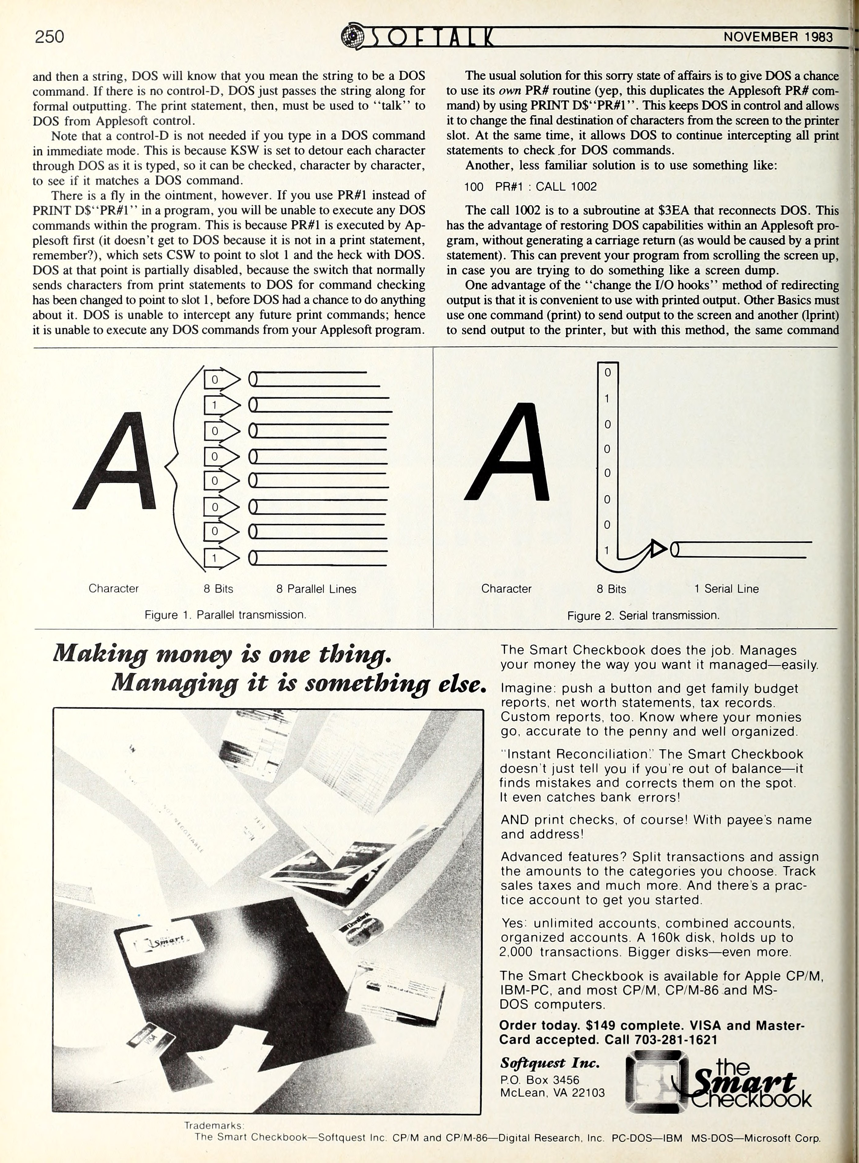 250
SOFTALK
NOVEMBER 1983
and then a string, DOS will know that you mean the string to be a DOS
command. If there is no control-D, DOS just passes the string along for
formal outputting. The print statement, then, must be used to “talk” to
DOS from Applesoft control.
Note that a control-D is not needed if you type in a DOS command
in immediate mode. This is because KSW is set to detour each character
through DOS as it is typed, so it can be checked, character by character,
to see if it matches a DOS command.
There is a fly in the ointment, however. If you use PR#1 instead of
PRINT D$“PR#1” in a program, you will be unable to execute any DOS
commands within the program. This is because PR#1 is executed by Ap-
plesoft first (it doesn't get to DOS because it is not in a print statement,
remember?), which sets CSW to point to slot 1 and the heck with DOS.
DOS at that point is partially disabled, because the switch that normally
sends characters from print statements to DOS for command checking
has been changed to point to slot 1, before DOS had a chance to do anything
about it. DOS is unable to intercept any future print commands; hence
it is unable to execute any DOS commands from your Applesoft program.
The usual solution for this sorry state of affairs is to give DOS a chance
to use its own PR# routine (yep, this duplicates the Applesoft PR# com-
mand) by using PRINT D$“PR#1”. This keeps DOS in control and allows
it to change the final destination of characters from the screen to the printer
slot. At the same time, it allows DOS to continue intercepting all print
statements to check for DOS commands.
Another, less familiar solution is to use something like:
100 PR#1 : CALL 1002
The call 1002 is to a subroutine at $3EA that reconnects DOS. This
has the advantage of restoring DOS capabilities within an Applesoft pro-
gram, without generating a carriage return (as would be caused by a print
statement). This can prevent your program from scrolling the screen up,
in case you are trying to do something like a screen dump.
One advantage of the “change the I/O hooks” method of redirecting
output is that it is convenient to use with printed output. Other Basics must
use one command (print) to send output to the screen and another (lprint)
to send output to the printer, but with this method, the same command
A
0
1
0
0
0
0
0
1
Character 8 Bits 8 Parallel Lines
Figure 1. Parallel transmission.
A
0
1
0
0
0
0
0
1
Character 8 Bits 1 Serial Line
Figure 2. Serial transmission.
Making money is one thing.
Managing it is something else.
Smart
The Smart Checkbook does the job. Manages
your money the way you want it managed—easily.
Imagine: push a button and get family budget
reports, net worth statements, tax records.
Custom reports, too. Know where your monies
go, accurate to the penny and well organized.
“Instant Reconciliation.” The Smart Checkbook
doesn't just tell you if you're out of balance—it
finds mistakes and corrects them on the spot.
It even catches bank errors!
AND print checks, of course! With payee's name
and address!
Advanced features? Split transactions and assign
the amounts to the categories you choose. Track
sales taxes and much more. And there's a prac-
tice account to get you started.
Yes: unlimited accounts, combined accounts,
organized accounts. A 160k disk, holds up to
2,000 transactions. Bigger disks—even more.
The Smart Checkbook is available for Apple CP/M,
IBM-PC, and most CP/M, CP/M-86 and MS-
DOS computers.
Order today. $149 complete. VISA and Master-
Card accepted. Call 703-281-1621
Softquest Inc.
P.O. Box 3456
McLean, VA 22103
the
Smart
Checkbook
Trademarks:
The Smart Checkbook—Softquest Inc. CP/M and CP/M-86—Digital Research, Inc. PC-DOS—IBM MS-DOS—Microsoft Corp.